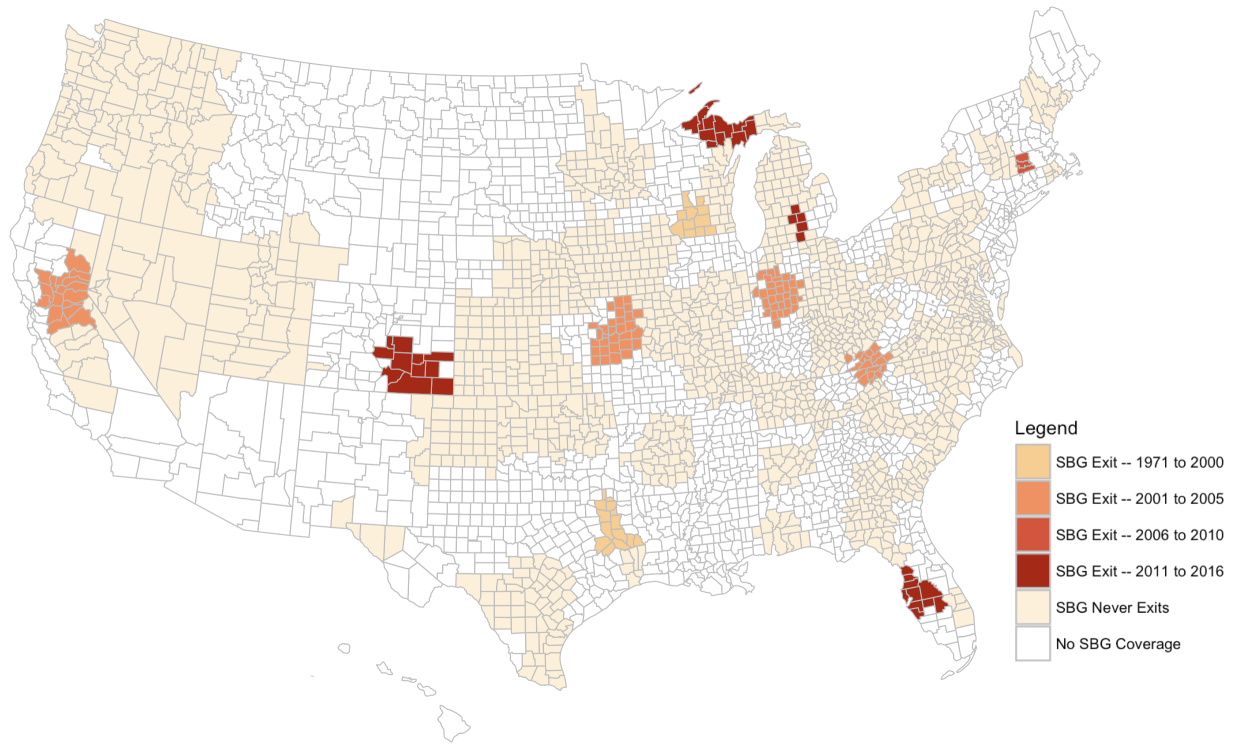 Legend
SBG Exit -- 1971 to 2000
SBG Exit -- 2001 to 2005
SBG Exit -- 2006 to 2010
SBG Exit -- 2011 to 2016
SBG Never Exits
No SBG Coverage